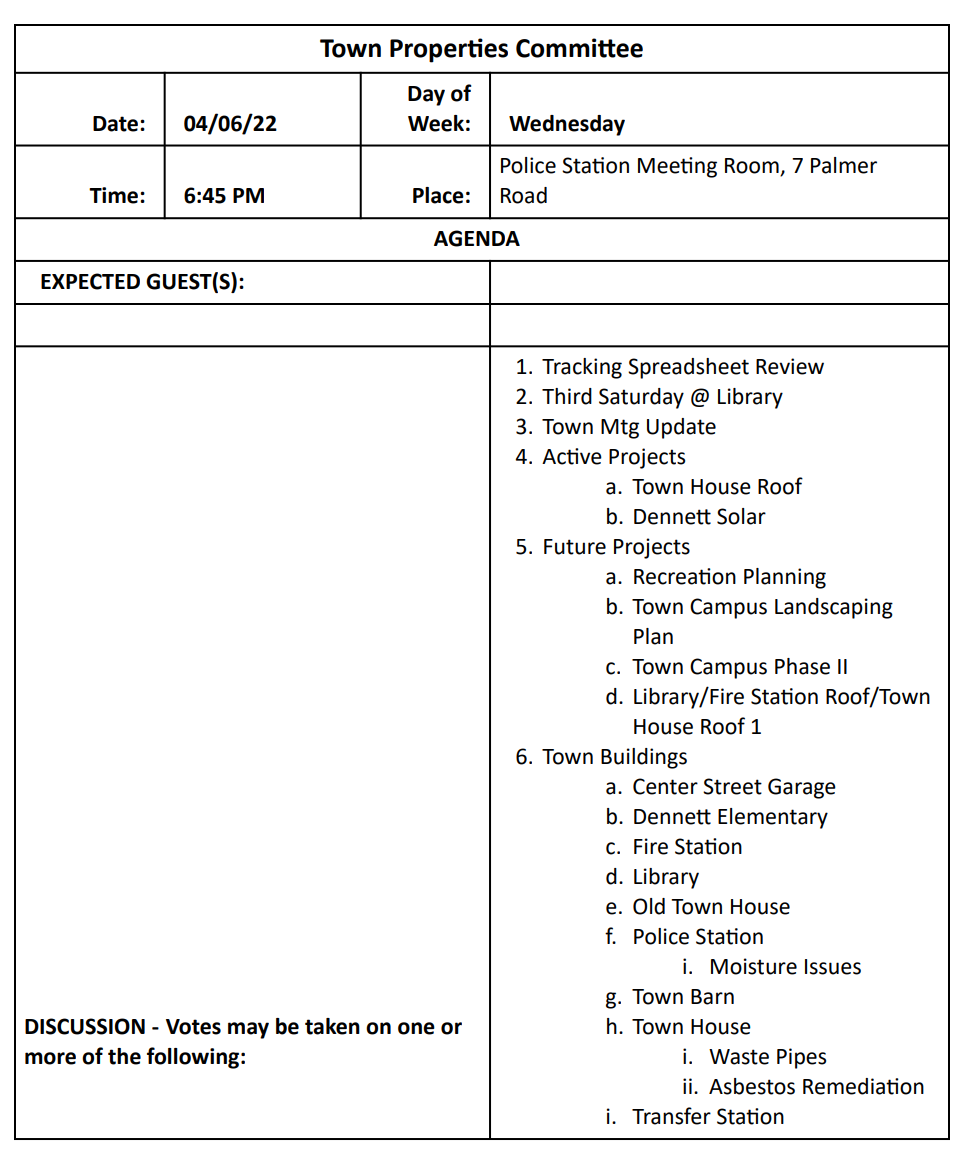 Town Properties Committee
Date: 04/06/22 Day of Week: Wednesday
Time: 6:45 PM Place: Police Station Meeting Room, 7 Palmer Road
AGENDA
EXPECTED GUEST(S):
DISCUSSION - Votes may be taken on one or
more of the following:
1. Tracking Spreadsheet Review
2. Third Saturday @ Library
3. Town Mtg Update
4. Active Projects
a. Town House Roof
b. Dennett Solar
5. Future Projects
a. Recreation Planning
b. Town Campus Landscaping
Plan
c. Town Campus Phase II
d. Library/Fire Station Roof/Town
House Roof 1
6. Town Buildings
a. Center Street Garage
b. Dennett Elementary
c. Fire Station
d. Library
e. Old Town House
f. Police Station
i. Moisture Issues
g. Town Barn
h. Town House
i. Waste Pipes
ii. Asbestos Remediation
i. Transfer Station